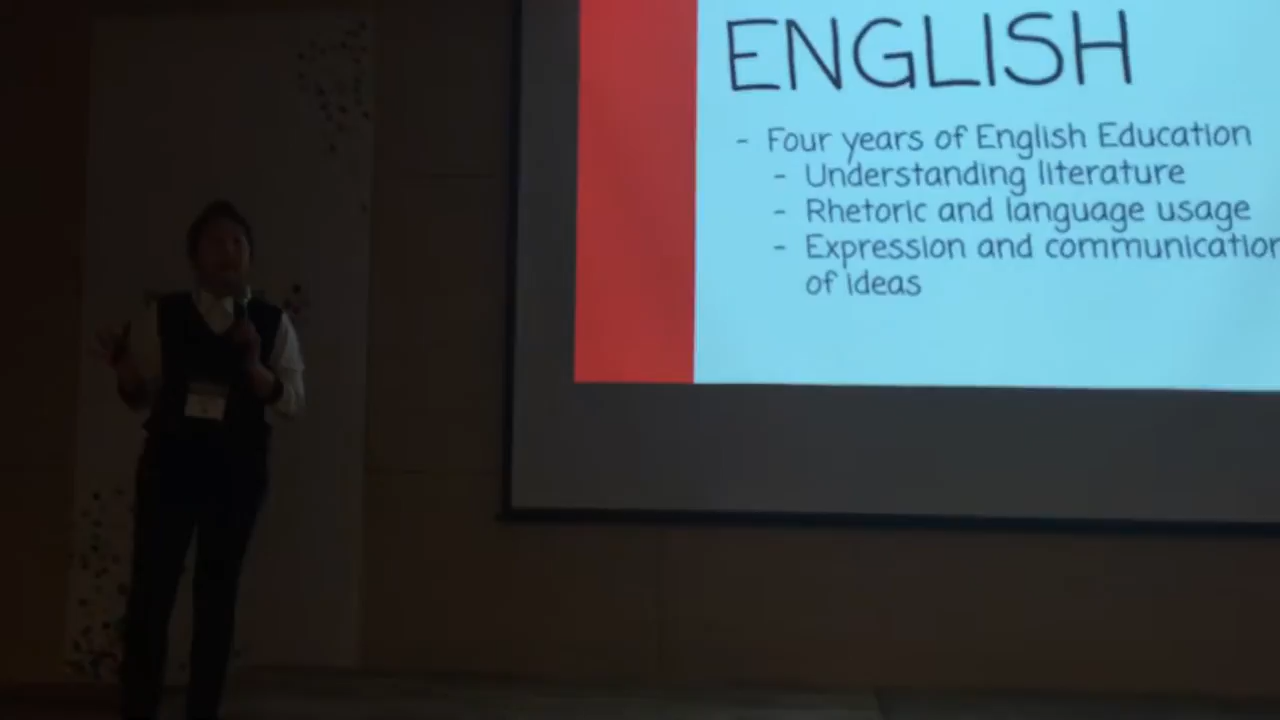 ENGLISH
- Four years of English Education
- Understanding literature
- Rhetoric and language usage
- Expression and communication
of ideas